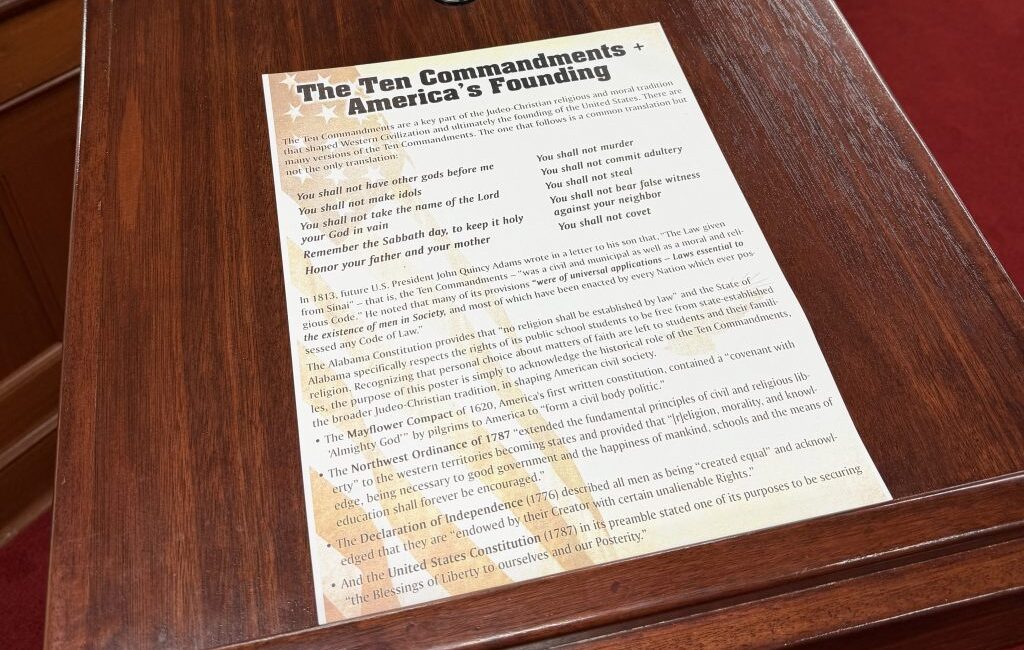 The Ten Commandments +
America's Founding
The Ten Commandments are a key part of the Judeo-Christian religious and moral tradition
that shaped Western Civilization and ultimately the founding of the United States. There are
many versions of the Ten Commandments. The one that follows is a common translation but
not the only translation:
You shall not have other gods before me
You shall not make idols
You shall not take the name of the Lord
your God in vain
Remember the Sabbath day, to keep it holy
Honor your father and your mother
You shall not murder
You shall not commit adultery
You shall not steal
You shall not bear false witness
against your neighbor
You shall not covet
In 1813, future U.S. President John Quincy Adams wrote in a letter to his son that, "The Law given
from Sinai" – that is, the Ten Commandments – "was a civil and municipal as well as a moral and reli-
gious Code." He noted that many of its provisions "were of universal applications – Laws essential to
the existence of men in Society, and most of which have been enacted by every Nation which ever pos-
sessed any Code of Law."
The Alabama Constitution provides that "no religion shall be established by law" and the State of
Alabama specifically respects the rights of its public school students to be free from state-established
religion. Recognizing that personal choice about matters of faith are left to students and their famili-
les, the purpose of this poster is simply to acknowledge the historical role of the Ten Commandments,
the broader Judeo-Christian tradition, in shaping American civil society.
• The Mayflower Compact of 1620, America's first written constitution, contained a "covenant with
'Almighty God'" by pilgrims to America to "form a civil body politic."
• The Northwest Ordinance of 1787 "extended the fundamental principles of civil and religious lib-
erty" to the western territories becoming states and provided that "[r]eligion, morality, and knowl-
edge, being necessary to good government and the happiness of mankind, schools and the means of
education shall forever be encouraged."
• The Declaration of Independence (1776) described all men as being "created equal" and acknowl-
edged that they are "endowed by their Creator with certain unalienable Rights."
• And the United States Constitution (1787) in its preamble stated one of its purposes to be securing
"the Blessings of Liberty to ourselves and our Posterity."